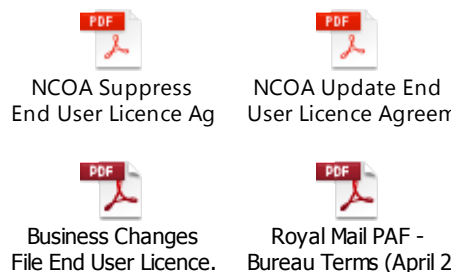 PDF
PDF
NCOA Suppress
End User Licence Ag
NCOA Update End
User Licence Agreem
PDF
PDF
Business Changes
File End User Licence.
Royal Mail PAF -
Bureau Terms (April 2